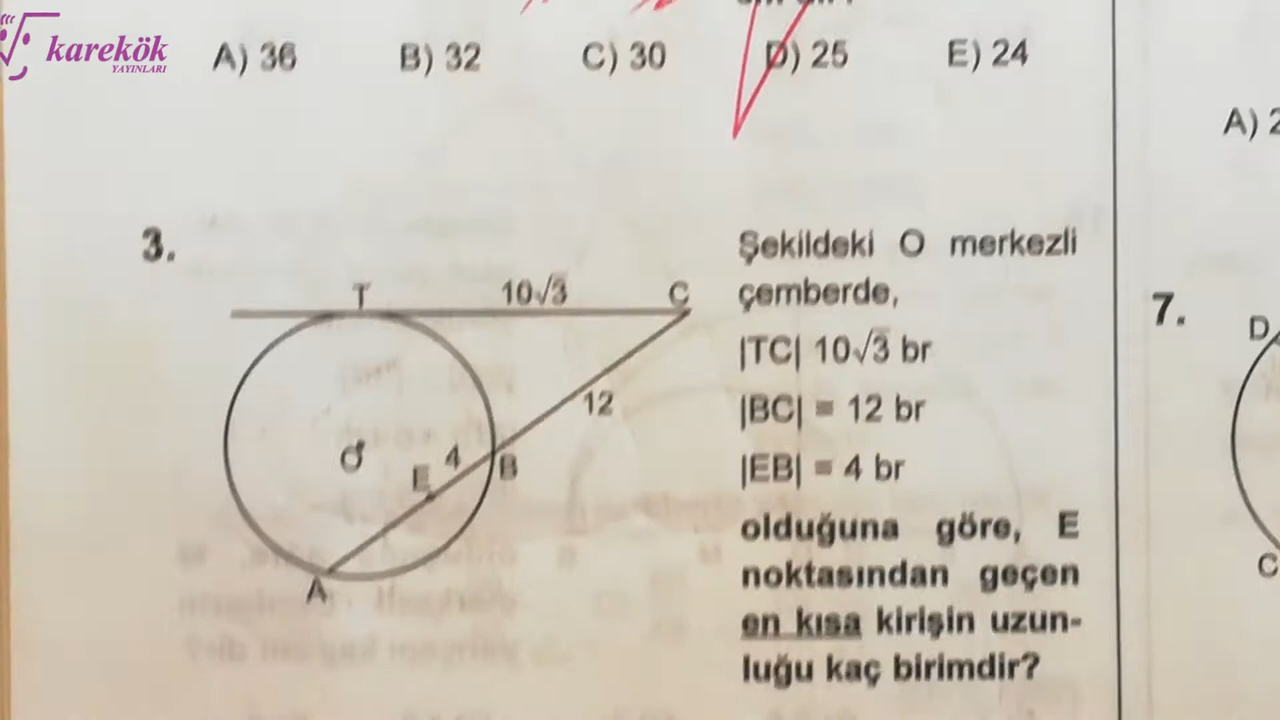 karekök
YAYINLARI
A) 36 B) 32 C) 30 D) 25 E) 24
A) 2
3.
T 10√3 C
12
O E 4 B
A
Şekildeki O merkezli
çemberde,
|TC| 10√3 br
|BC| = 12 br
|EB| = 4 br
olduğuna göre, E
noktasından geçen
en kısa kirişin uzun-
luğu kaç birimdir?
7.
D
C